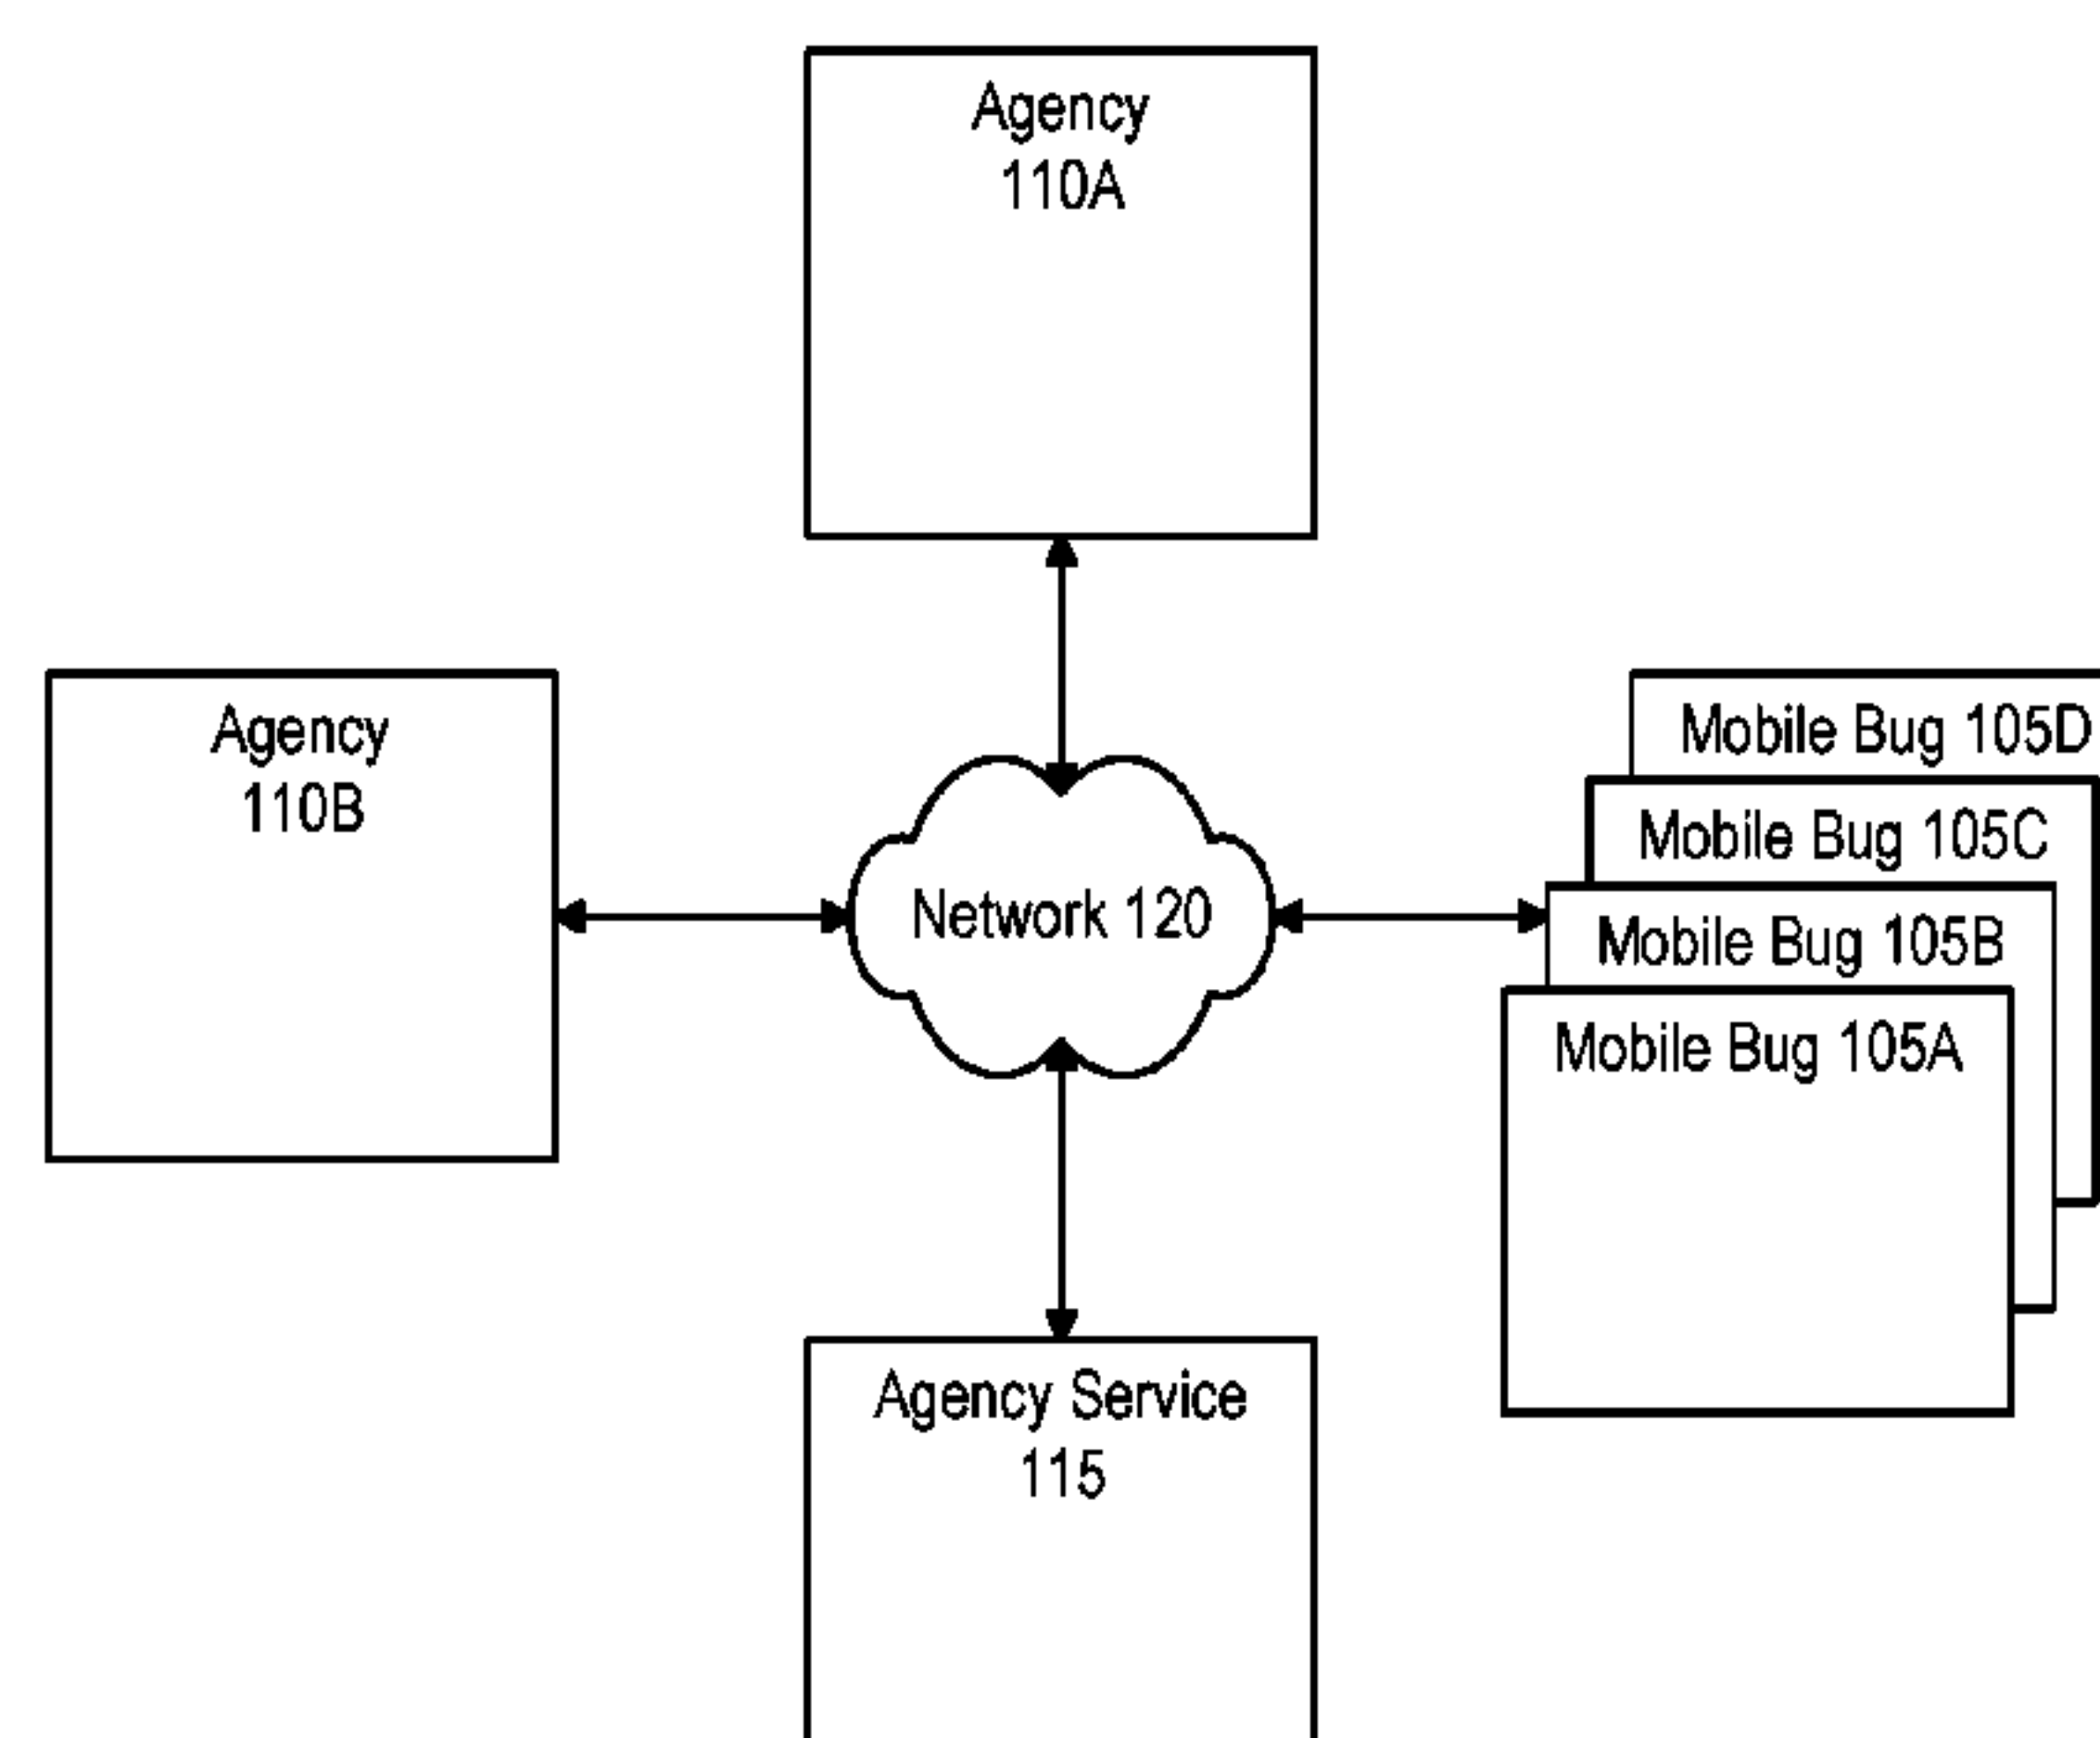 Agency
110A
Agency
110B
Network 120
Mobile Bug 105D
Mobile Bug 105C
Mobile Bug 105B
Mobile Bug 105A
Agency Service
115